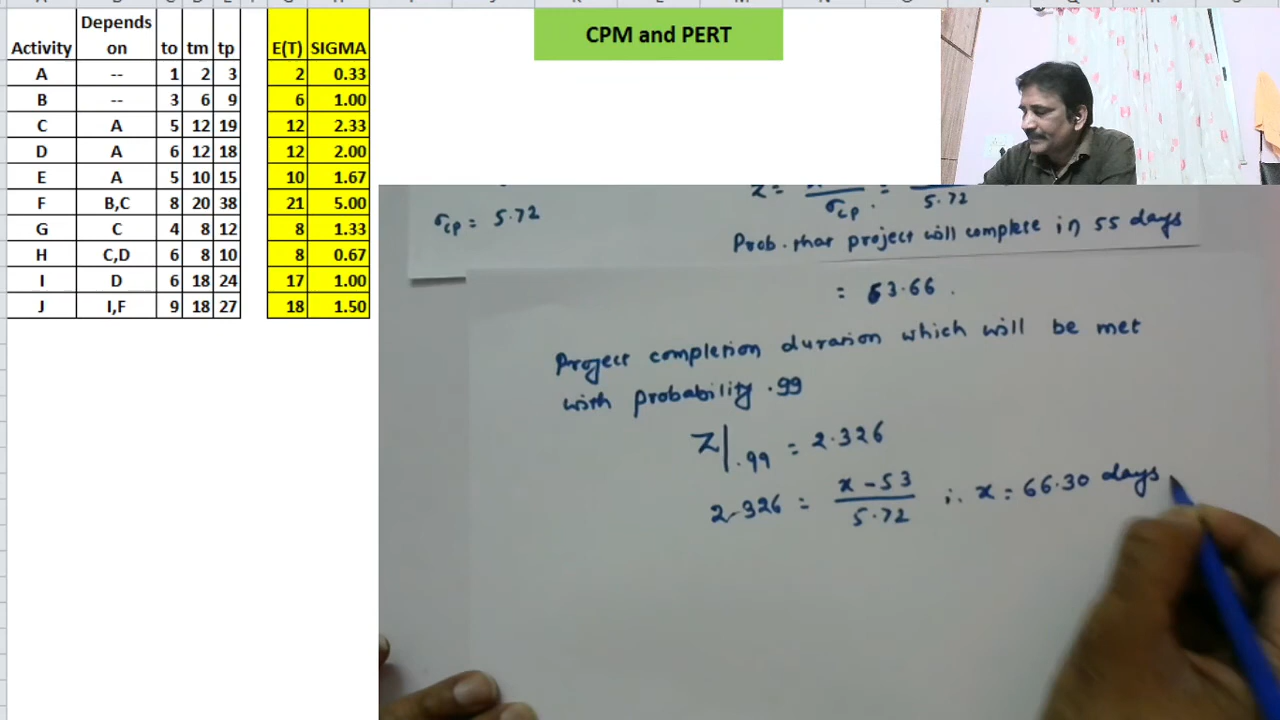 CPM and PERT
Activity Depends on to tm tp E(T) SIGMA
A -- 1 2 3 2 0.33
B -- 3 6 9 6 1.00
C A 5 12 19 12 2.33
D A 6 12 18 12 2.00
E A 5 10 15 10 1.67
F B,C 8 20 38 21 5.00
G C 4 8 12 8 1.33
H C,D 6 8 10 8 0.67
I D 6 18 24 17 1.00
J I,F 9 18 27 18 1.50
σcp = 5.72
Z = / σcp. = / 5.72
Prob. that project will complete in 55 days
= 63.66.
Project completion duration which will be met
with probability .99
Z|.99 = 2.326
2.326 = x-53 / 5.72 ∴ x = 66.30 days